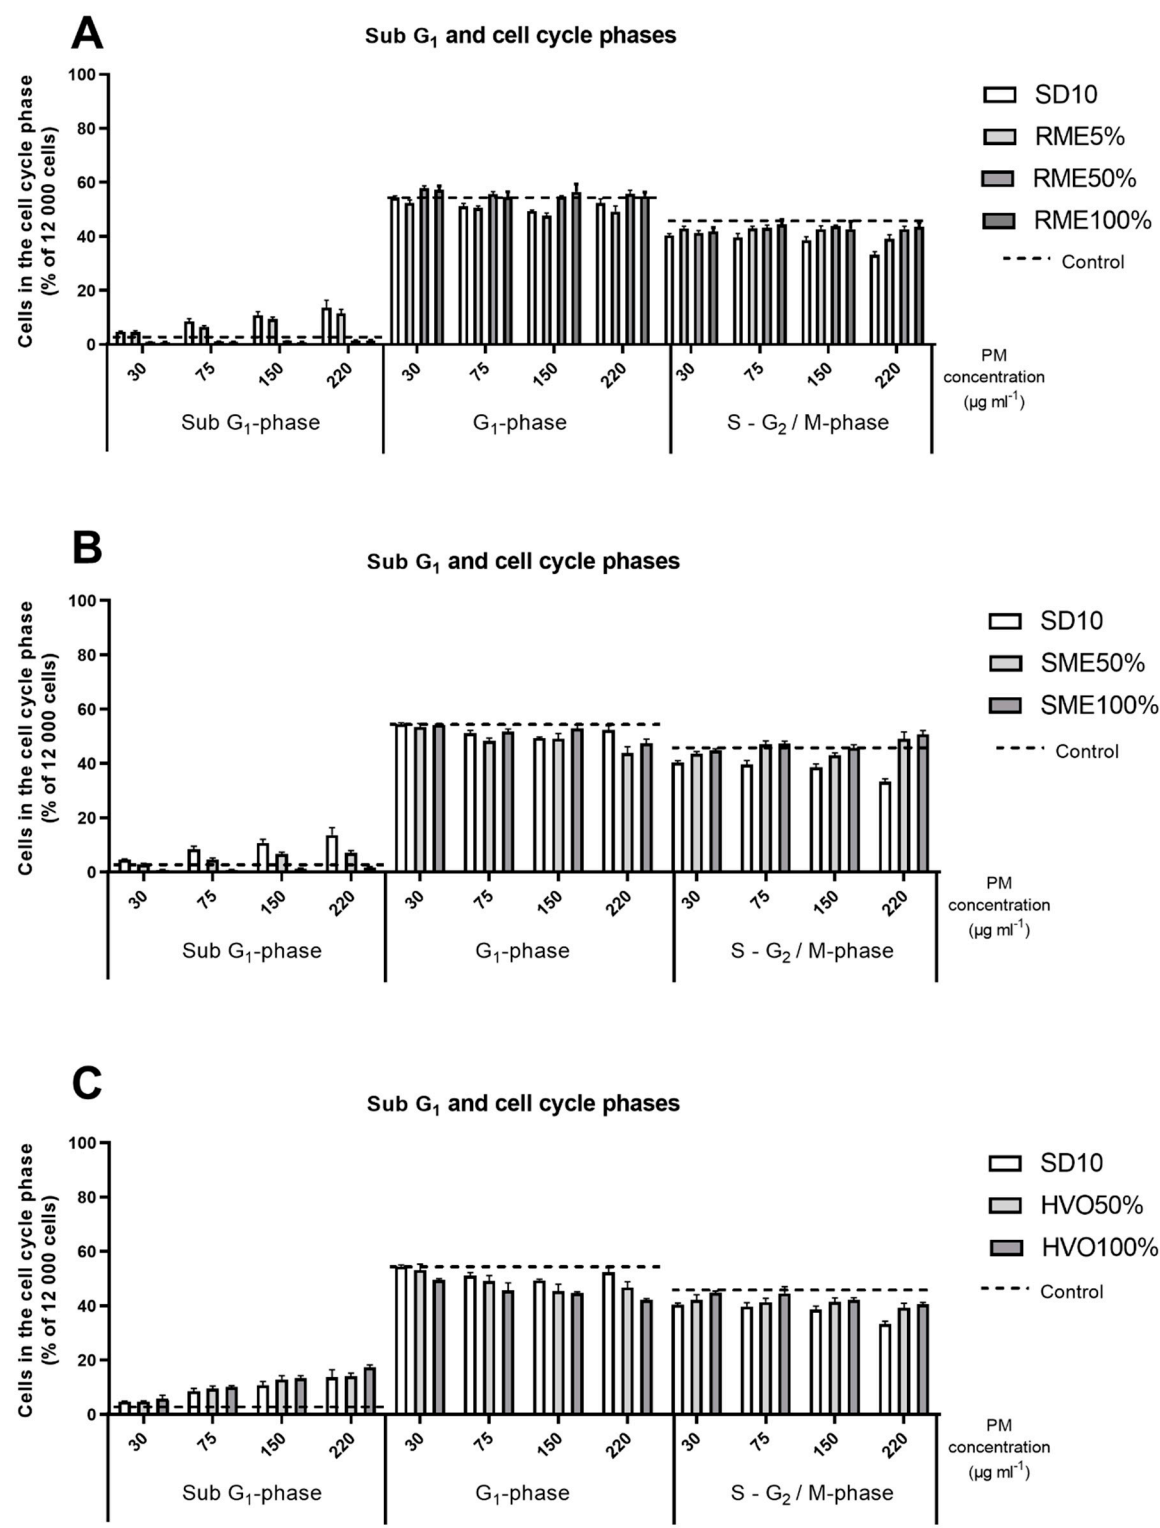 A
Sub G1 and cell cycle phases
Cells in the cell cycle phase
(% of 12 000 cells)
100
80
60
40
20
0
SD10
RME5%
RME50%
RME100%
Control
30 75 150 220 30 75 150 220 30 75 150 220
Sub G1-phase G1-phase S - G2 / M-phase
PM
concentration
(µg ml-1)
B
Sub G1 and cell cycle phases
Cells in the cell cycle phase
(% of 12 000 cells)
100
80
60
40
20
0
SD10
SME50%
SME100%
Control
30 75 150 220 30 75 150 220 30 75 150 220
Sub G1-phase G1-phase S - G2 / M-phase
PM
concentration
(µg ml-1)
C
Sub G1 and cell cycle phases
Cells in the cell cycle phase
(% of 12 000 cells)
100
80
60
40
20
0
SD10
HVO50%
HVO100%
Control
30 75 150 220 30 75 150 220 30 75 150 220
Sub G1-phase G1-phase S - G2 / M-phase
PM
concentration
(µg ml-1)